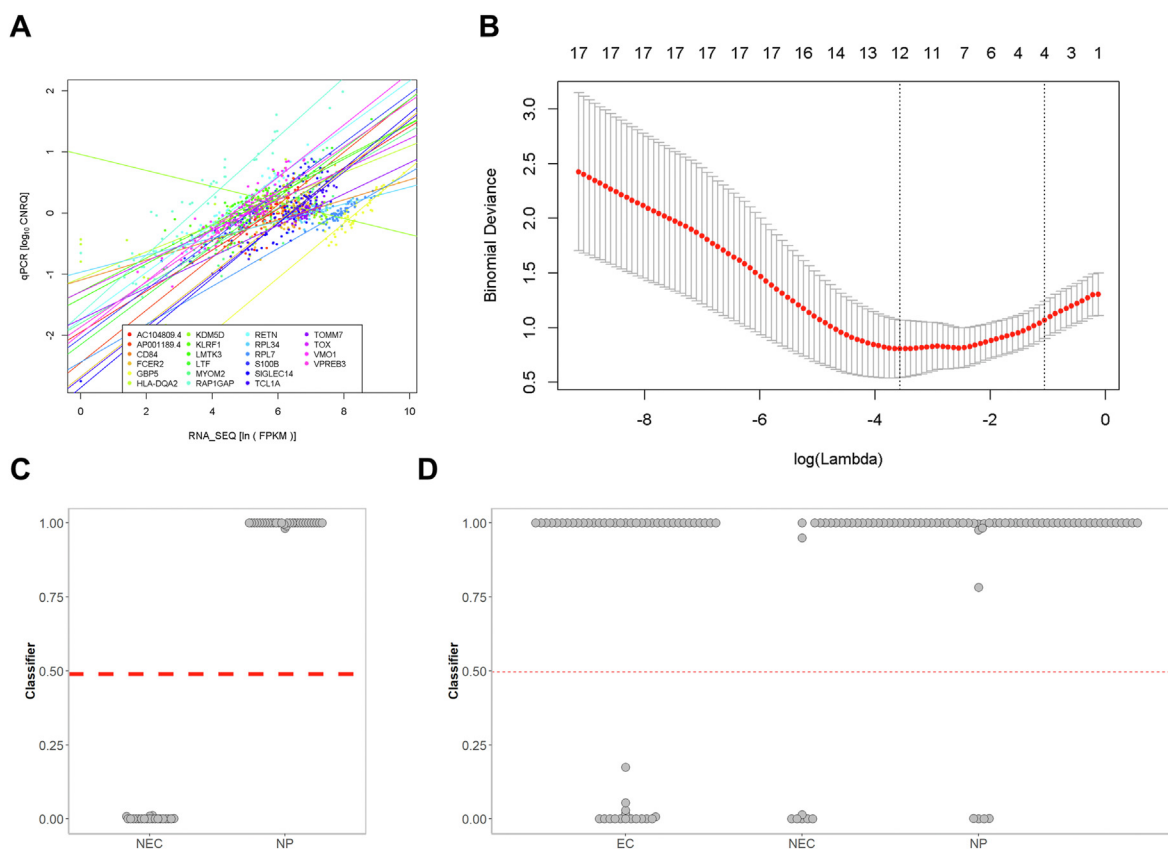 A
2
1
0
-1
-2
qPCR [log₁₀ CNRQ]
AC104809.4 KDM5D RETN TOMM7
AP001189.4 KLRF1 RPL34 TOX
CD84 LMTK3 RPL7 VMO1
FCER2 LTF S100B VPREB3
GBP5 MYOM2 SIGLEC14
HLA-DQA2 RAP1GAP TCL1A
0 2 4 6 8 10
RNA_SEQ [ln ( FPKM )]
B
17 17 17 17 17 17 17 16 14 13 12 11 7 6 4 4 3 1
3.0
2.5
2.0
1.5
1.0
0.5
Binomial Deviance
-8 -6 -4 -2 0
log(Lambda)
C
1.00
0.75
0.50
0.25
0.00
Classifier
NEC NP
D
1.00
0.75
0.50
0.25
0.00
Classifier
EC NEC NP